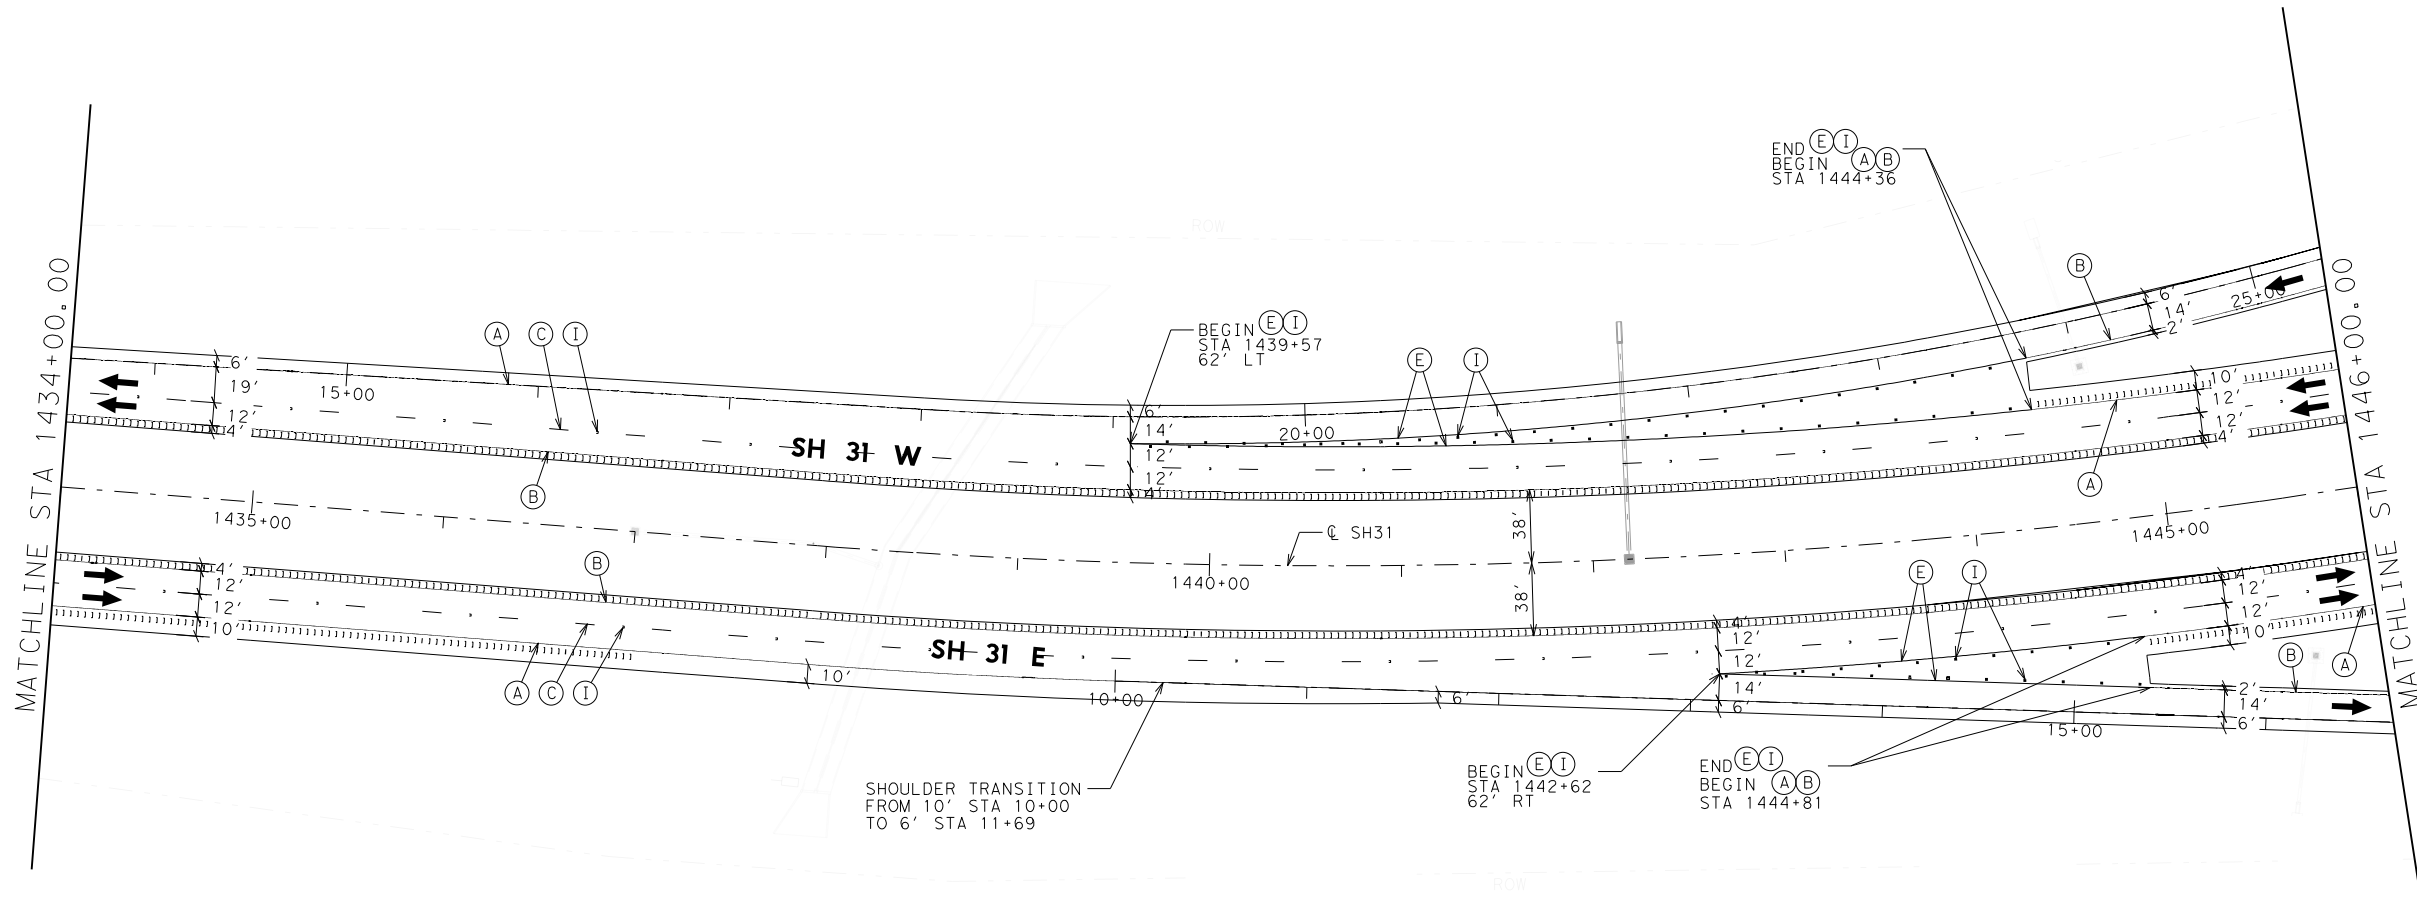 ROW
END E I
BEGIN A B
STA 1444+36
B
MATCHLINE STA 1434+00.00
MATCHLINE STA 1446+00.00
A
C
I
BEGIN E I
STA 1439+57
62' LT
E
I
6'
19'
12'
4'
15+00
6'
14'
12'
12'
4'
20+00
6'
14'
2'
25+00
10'
12'
12'
4'
SH 31 W
B
A
1435+00
38'
℄ SH31
1440+00
38'
1445+00
4'
12'
12'
10'
B
E
I
4'
12'
12'
10'
SH 31 E
4'
12'
12'
14'
6'
A
C
I
10'
10+00
6'
B
A
2'
14'
6'
15+00
SHOULDER TRANSITION
FROM 10' STA 10+00
TO 6' STA 11+69
BEGIN E I
STA 1442+62
62' RT
END E I
BEGIN A B
STA 1444+81
ROW